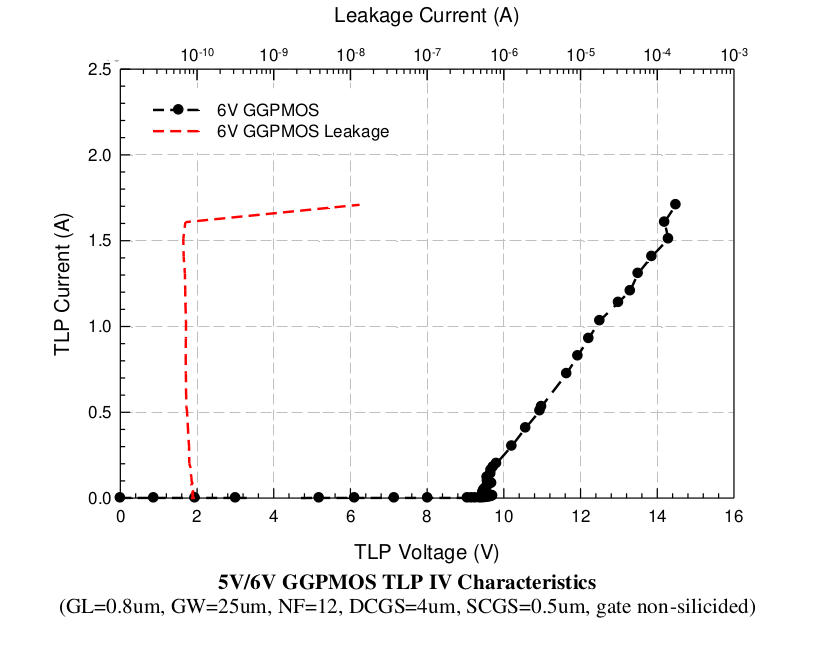 Leakage Current (A)
10⁻¹⁰ 10⁻⁹ 10⁻⁸ 10⁻⁷ 10⁻⁶ 10⁻⁵ 10⁻⁴ 10⁻³
2.5
6V GGPMOS
6V GGPMOS Leakage
2.0
1.5
TLP Current (A)
1.0
0.5
0.0
0 2 4 6 8 10 12 14 16
TLP Voltage (V)
5V/6V GGPMOS TLP IV Characteristics
(GL=0.8um, GW=25um, NF=12, DCGS=4um, SCGS=0.5um, gate non-silicided)